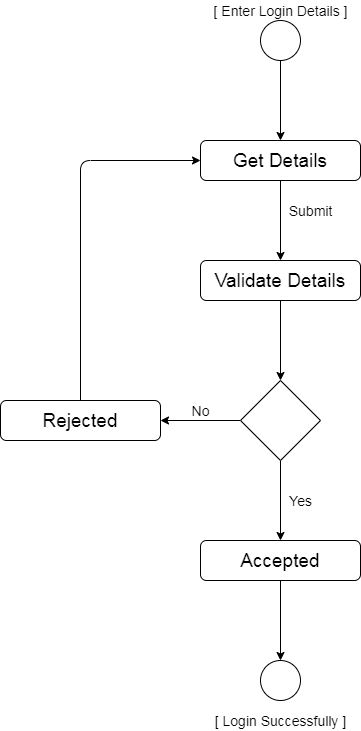 [ Enter Login Details ]
Get Details
Submit
Validate Details
No
Rejected
Yes
Accepted
[ Login Successfully ]